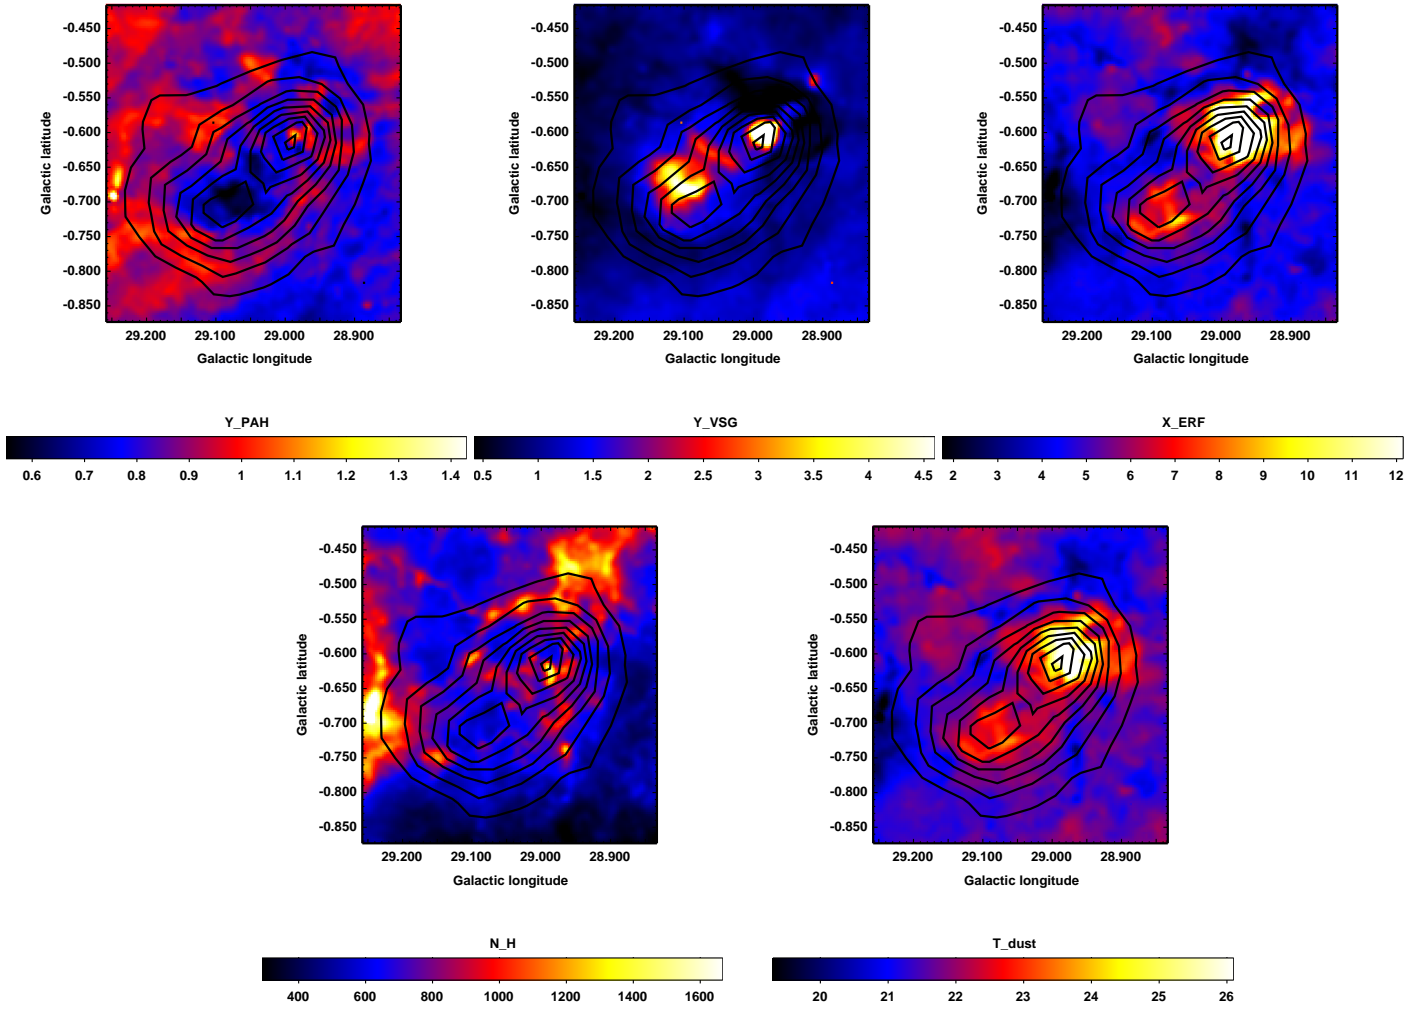 -0.450
-0.500
-0.550
-0.600
-0.650
-0.700
-0.750
-0.800
-0.850
Galactic latitude
29.200 29.100 29.000 28.900
Galactic longitude
-0.450
-0.500
-0.550
-0.600
-0.650
-0.700
-0.750
-0.800
-0.850
Galactic latitude
29.200 29.100 29.000 28.900
Galactic longitude
-0.450
-0.500
-0.550
-0.600
-0.650
-0.700
-0.750
-0.800
-0.850
Galactic latitude
29.200 29.100 29.000 28.900
Galactic longitude
Y_PAH
0.6 0.7 0.8 0.9 1 1.1 1.2 1.3 1.4
Y_VSG
0.5 1 1.5 2 2.5 3 3.5 4 4.5
X_ERF
2 3 4 5 6 7 8 9 10 11 12
-0.450
-0.500
-0.550
-0.600
-0.650
-0.700
-0.750
-0.800
-0.850
Galactic latitude
29.200 29.100 29.000 28.900
Galactic longitude
-0.450
-0.500
-0.550
-0.600
-0.650
-0.700
-0.750
-0.800
-0.850
Galactic latitude
29.200 29.100 29.000 28.900
Galactic longitude
N_H
400 600 800 1000 1200 1400 1600
T_dust
20 21 22 23 24 25 26